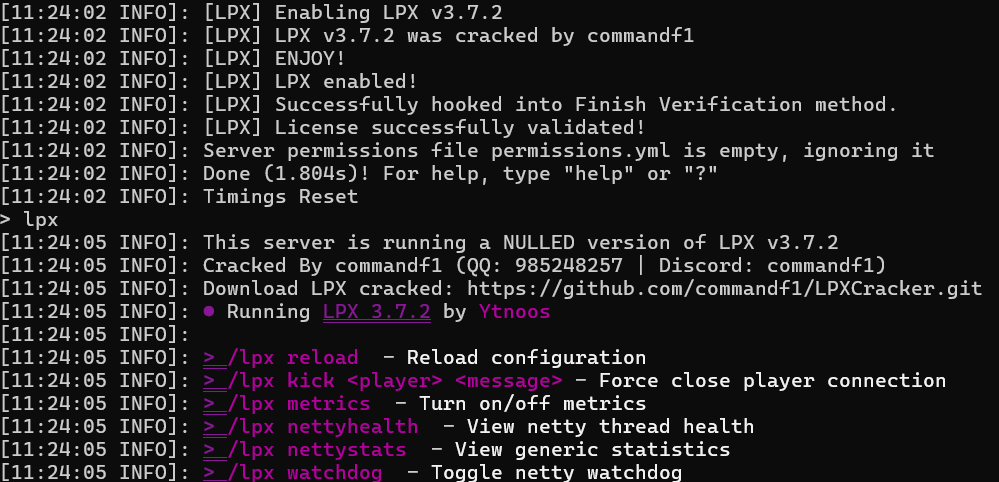 [11:24:02 INFO]: [LPX] Enabling LPX v3.7.2
[11:24:02 INFO]: [LPX] LPX v3.7.2 was cracked by commandf1
[11:24:02 INFO]: [LPX] ENJOY!
[11:24:02 INFO]: [LPX] LPX enabled!
[11:24:02 INFO]: [LPX] Successfully hooked into Finish Verification method.
[11:24:02 INFO]: [LPX] License successfully validated!
[11:24:02 INFO]: Server permissions file permissions.yml is empty, ignoring it
[11:24:02 INFO]: Done (1.804s)! For help, type "help" or "?"
[11:24:02 INFO]: Timings Reset
> lpx
[11:24:05 INFO]: This server is running a NULLED version of LPX v3.7.2
[11:24:05 INFO]: Cracked By commandf1 (QQ: 985248257 | Discord: commandf1)
[11:24:05 INFO]: Download LPX cracked: https://github.com/commandf1/LPXCracker.git
[11:24:05 INFO]: ● Running LPX 3.7.2 by Ytnoos
[11:24:05 INFO]:
[11:24:05 INFO]: >_/lpx reload  - Reload configuration
[11:24:05 INFO]: >_/lpx kick <player> <message> - Force close player connection
[11:24:05 INFO]: >_/lpx metrics  - Turn on/off metrics
[11:24:05 INFO]: >_/lpx nettyhealth  - View netty thread health
[11:24:05 INFO]: >_/lpx nettystats  - View generic statistics
[11:24:05 INFO]: >_/lpx watchdog  - Toggle netty watchdog